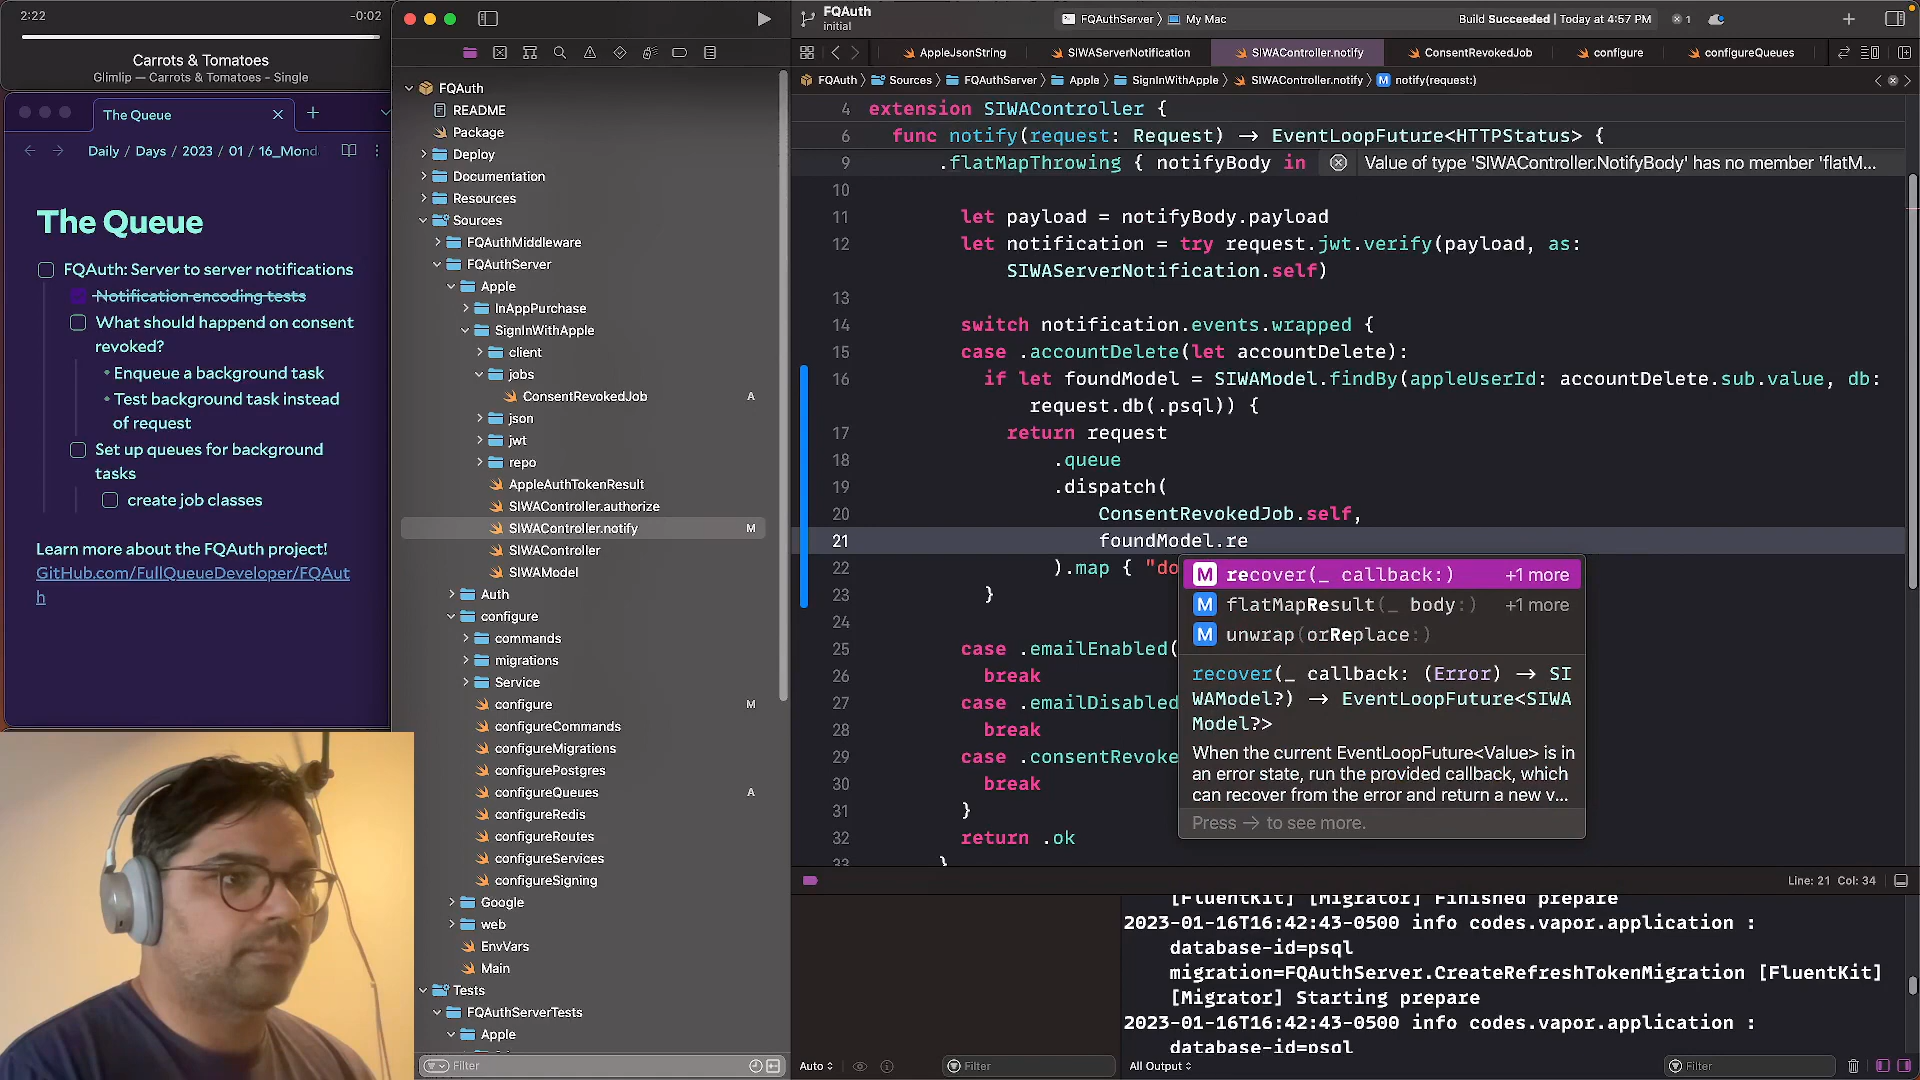 2:22
-0:02
Carrots & Tomatoes
Glimlip — Carrots & Tomatoes - Single
The Queue
Daily / Days / 2023 / 01 / 16_Mond
The Queue
FQAuth: Server to server notifications
Notification encoding tests
What should happend on consent
revoked?
• Enqueue a background task
• Test background task instead
of request
Set up queues for background
tasks
create job classes
Learn more about the FQAuth project!
GitHub.com/FullQueueDeveloper/FQAut
h
FQAuth
README
Package
Deploy
Documentation
Resources
Sources
FQAuthMiddleware
FQAuthServer
Apple
InAppPurchase
SignInWithApple
client
jobs
ConsentRevokedJob A
json
jwt
repo
AppleAuthTokenResult
SIWAController.authorize
SIWAController.notify M
SIWAController
SIWAModel
Auth
configure
commands
migrations
Service
configure M
configureCommands
configureMigrations
configurePostgres
configureQueues A
configureRedis
configureRoutes
configureServices
configureSigning
Google
web
EnvVars
Main
Tests
FQAuthServerTests
Apple
Filter
FQAuth
initial
FQAuthServer > My Mac
Build Succeeded | Today at 4:57 PM
1
AppleJsonString
SIWAServerNotification
SIWAController.notify
ConsentRevokedJob
configure
configureQueues
FQAuth > Sources > FQAuthServer > Apple > SignInWithApple > SIWAController.notify > M notify(request:)
4 extension SIWAController {
6 func notify(request: Request) -> EventLoopFuture<HTTPStatus> {
9 .flatMapThrowing { notifyBody in Value of type 'SIWAController.NotifyBody' has no member 'flatM...
10
11 let payload = notifyBody.payload
12 let notification = try request.jwt.verify(payload, as:
SIWAServerNotification.self)
13
14 switch notification.events.wrapped {
15 case .accountDelete(let accountDelete):
16 if let foundModel = SIWAModel.findBy(appleUserId: accountDelete.sub.value, db:
request.db(.psql)) {
17 return request
18 .queue
19 .dispatch(
20 ConsentRevokedJob.self,
21 foundModel.re
22 ).map { "do
23 }
24
25 case .emailEnabled(
26 break
27 case .emailDisabled
28 break
29 case .consentRevoke
30 break
31 }
32 return .ok
33 }
M recover(_ callback:) +1 more
M flatMapResult(_ body:) +1 more
M unwrap(orReplace:)
recover(_ callback: (Error) -> SI
WAModel?) -> EventLoopFuture<SIWA
Model?>
When the current EventLoopFuture<Value> is in
an error state, run the provided callback, which
can recover from the error and return a new v...
Press -> to see more.
Line: 21 Col: 34
[FluentKit] [Migrator] Finished prepare
2023-01-16T16:42:43-0500 info codes.vapor.application :
database-id=psql
migration=FQAuthServer.CreateRefreshTokenMigration [FluentKit]
[Migrator] Starting prepare
2023-01-16T16:42:43-0500 info codes.vapor.application :
database-id=psql
Auto
Filter
All Output
Filter